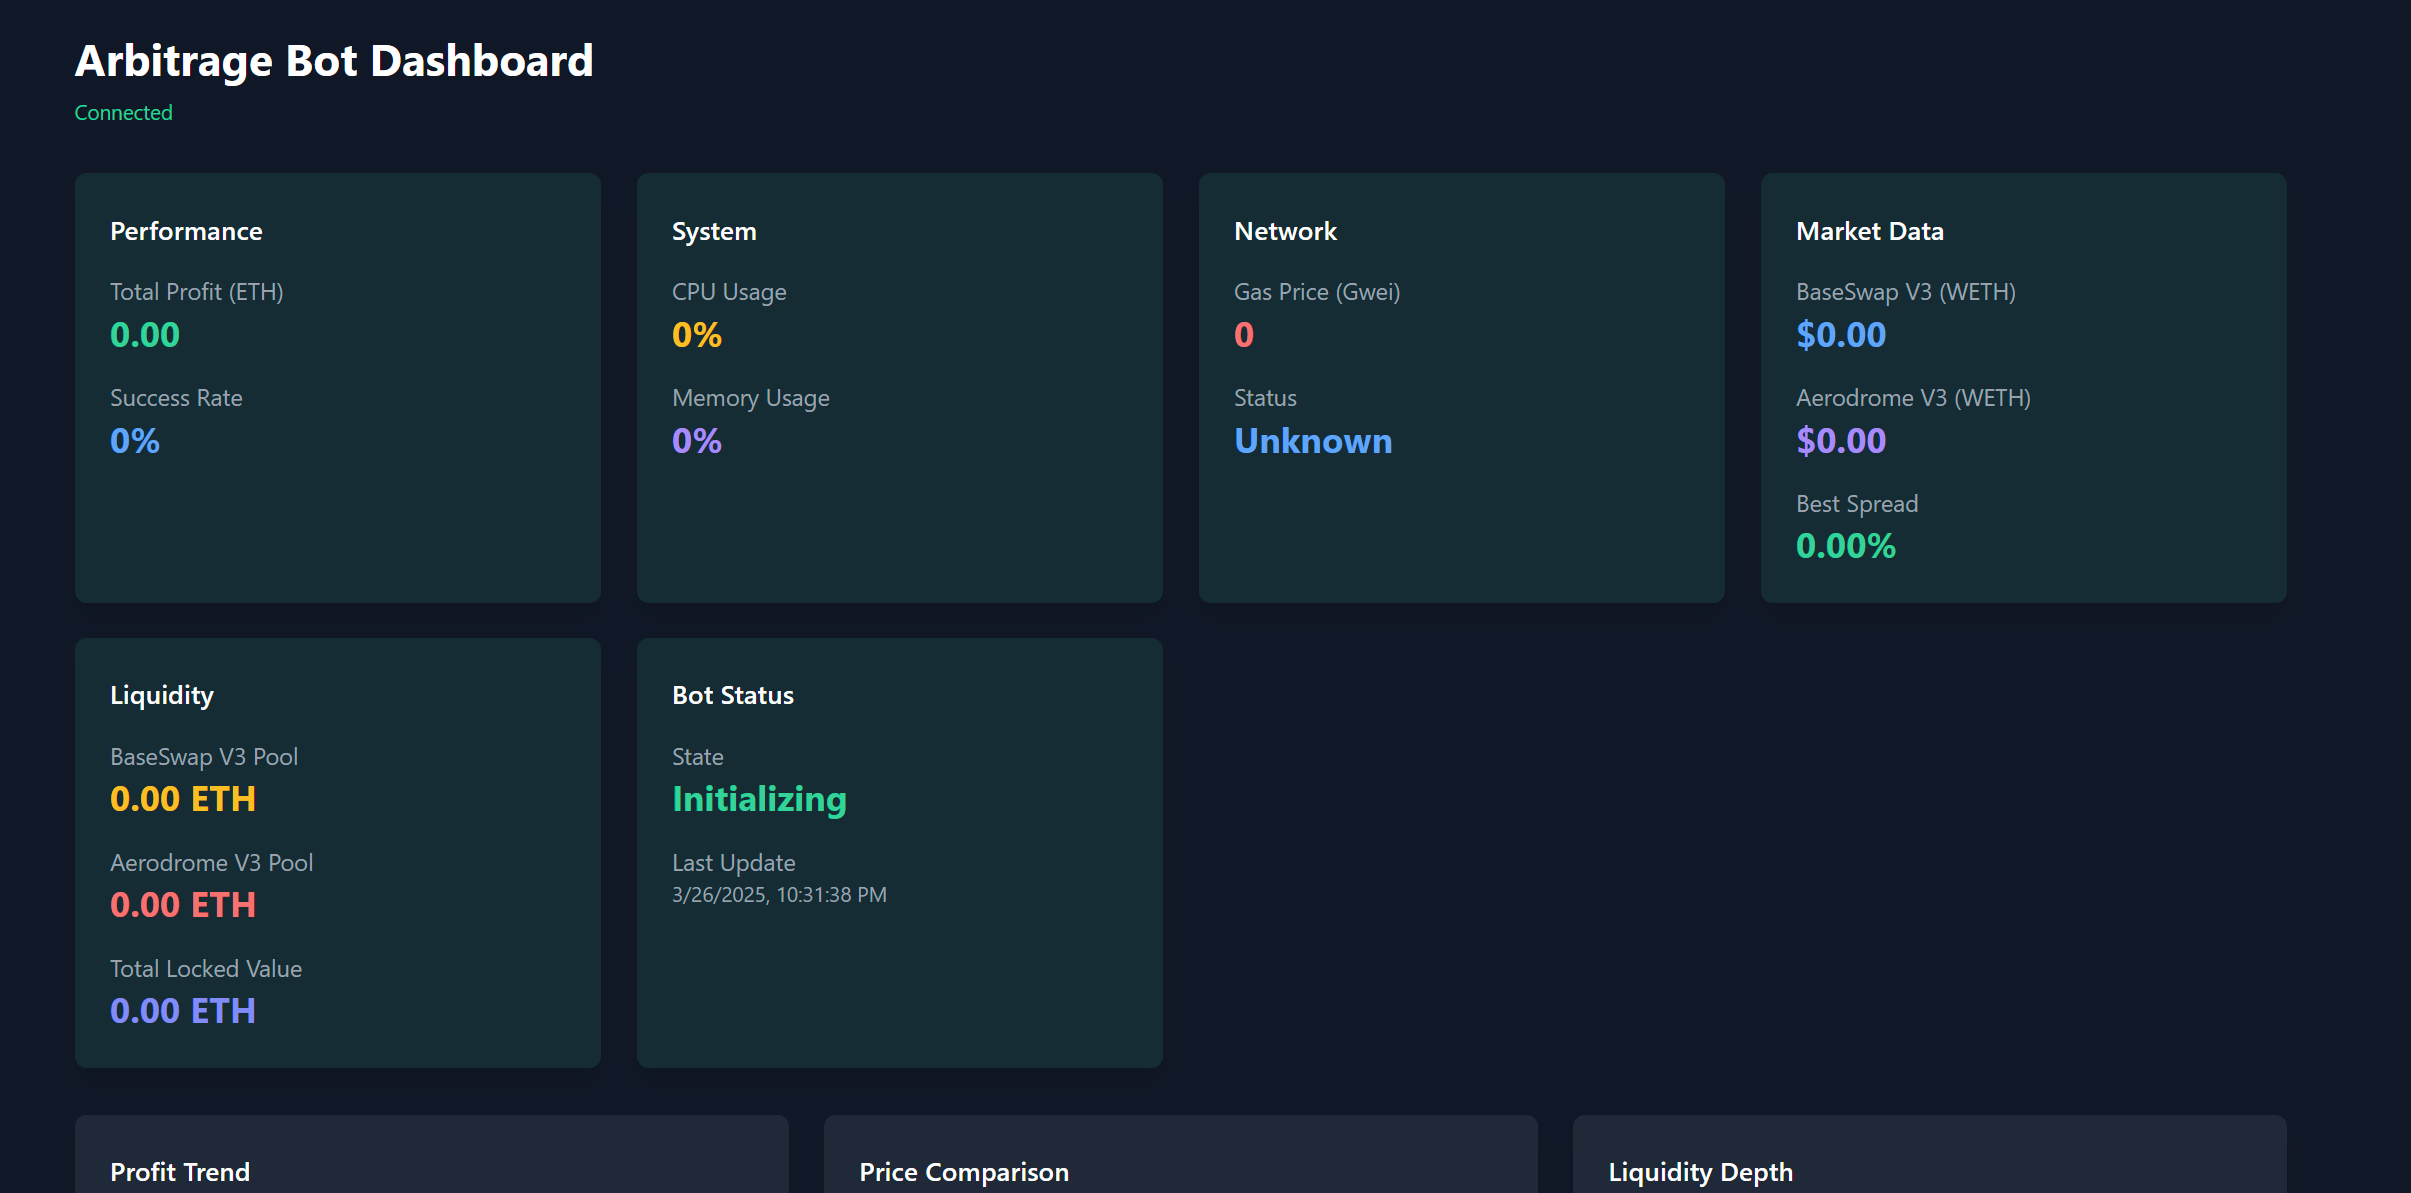 Arbitrage Bot Dashboard
Connected
Performance
Total Profit (ETH)
0.00
Success Rate
0%
System
CPU Usage
0%
Memory Usage
0%
Network
Gas Price (Gwei)
0
Status
Unknown
Market Data
BaseSwap V3 (WETH)
$0.00
Aerodrome V3 (WETH)
$0.00
Best Spread
0.00%
Liquidity
BaseSwap V3 Pool
0.00 ETH
Aerodrome V3 Pool
0.00 ETH
Total Locked Value
0.00 ETH
Bot Status
State
Initializing
Last Update
3/26/2025, 10:31:38 PM
Profit Trend
Price Comparison
Liquidity Depth